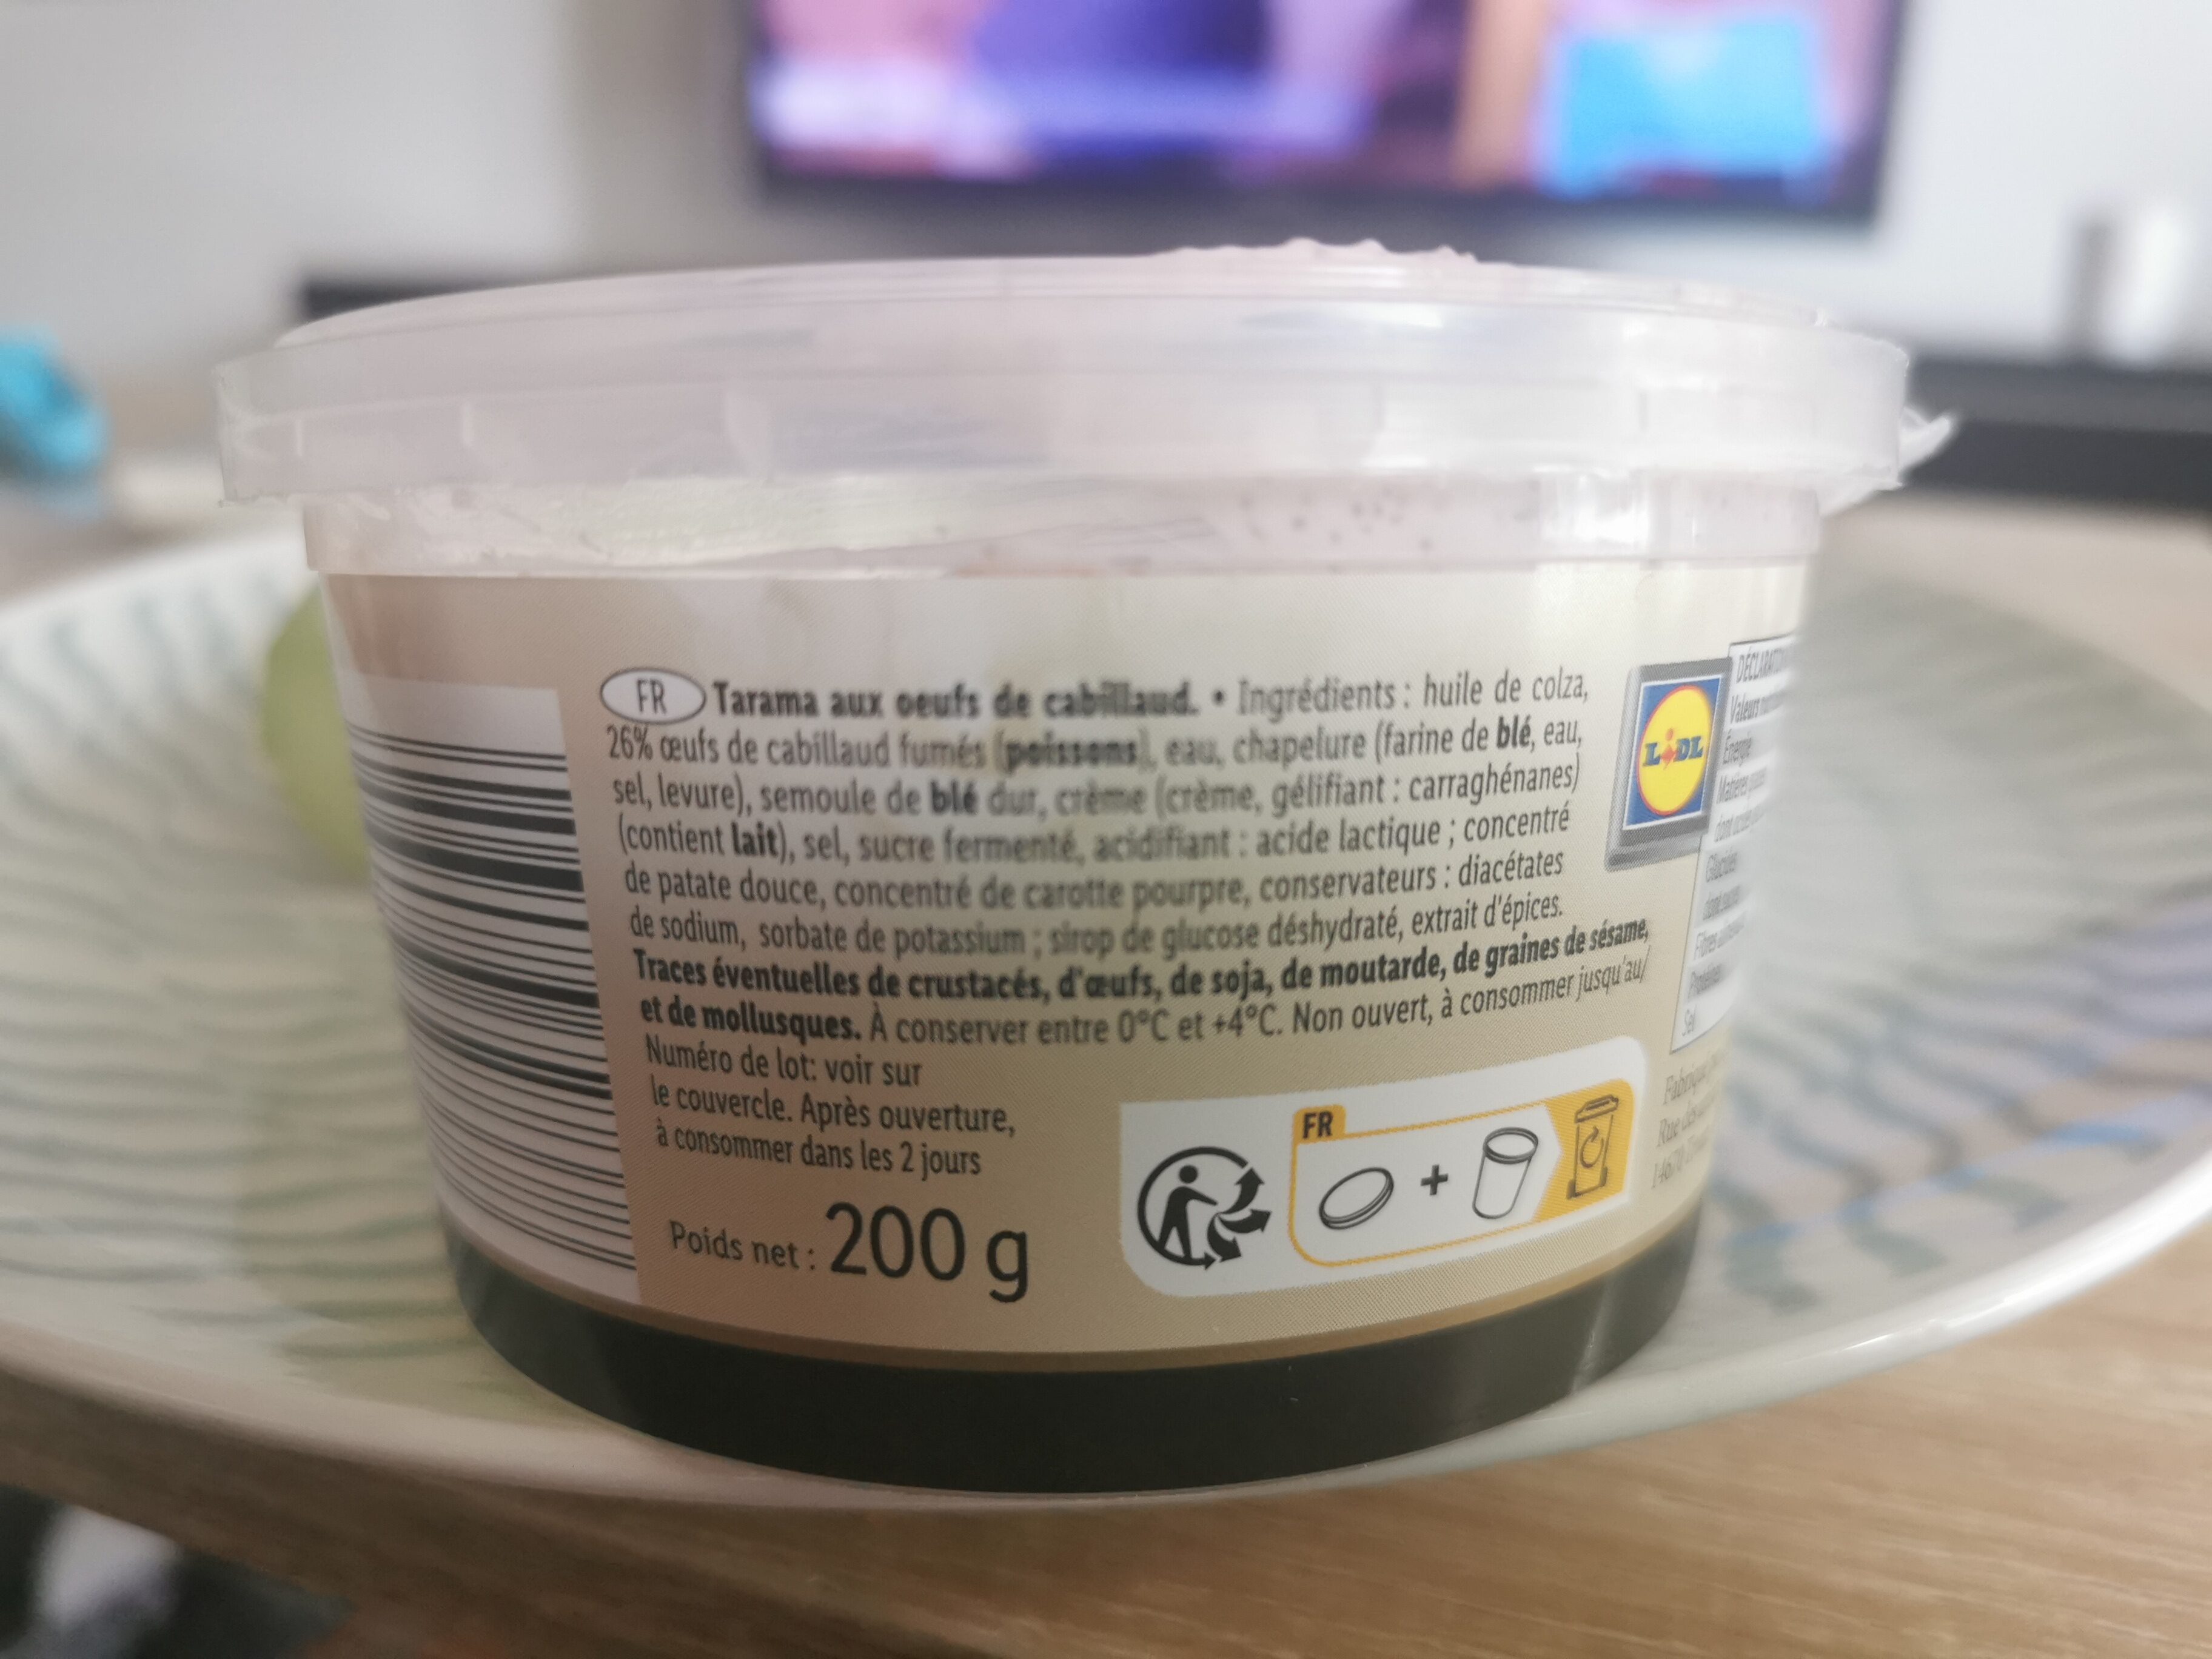 FR Tarama aux oeufs de cabillaud. • Ingrédients : huile de colza,
26% œufs de cabillaud fumés (poissons), eau, chapelure (farine de blé, eau,
sel, levure), semoule de blé dur, crème (crème, gélifiant : carraghénanes)
(contient lait), sel, sucre fermenté, acidifiant : acide lactique ; concentré
de patate douce, concentré de carotte pourpre, conservateurs : diacétates
de sodium, sorbate de potassium ; sirop de glucose déshydraté, extrait d'épices.
Traces éventuelles de crustacés, d'œufs, de soja, de moutarde, de graines de sésame,
et de mollusques. À conserver entre 0°C et +4°C. Non ouvert, à consommer jusqu'au/
Numéro de lot: voir sur
le couvercle. Après ouverture,
à consommer dans les 2 jours
Poids net : 200 g
FR
+
LIDL
Valeurs
Énergie
Matières
Sel
Rue